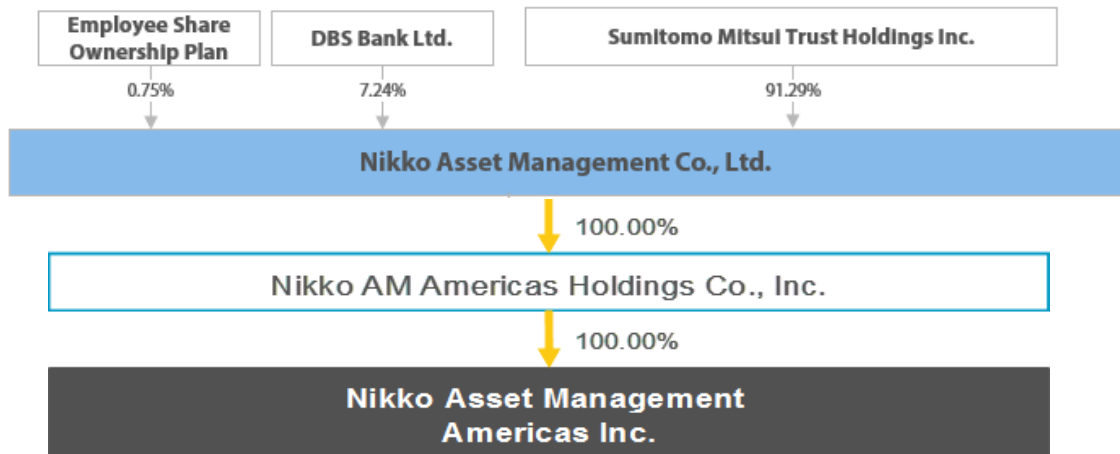 Employee Share
Ownership Plan
DBS Bank Ltd.
Sumitomo Mitsui Trust Holdings Inc.
0.75%
7.24%
91.29%
Nikko Asset Management Co., Ltd.
100.00%
Nikko AM Americas Holdings Co., Inc.
100.00%
Nikko Asset Management
Americas Inc.